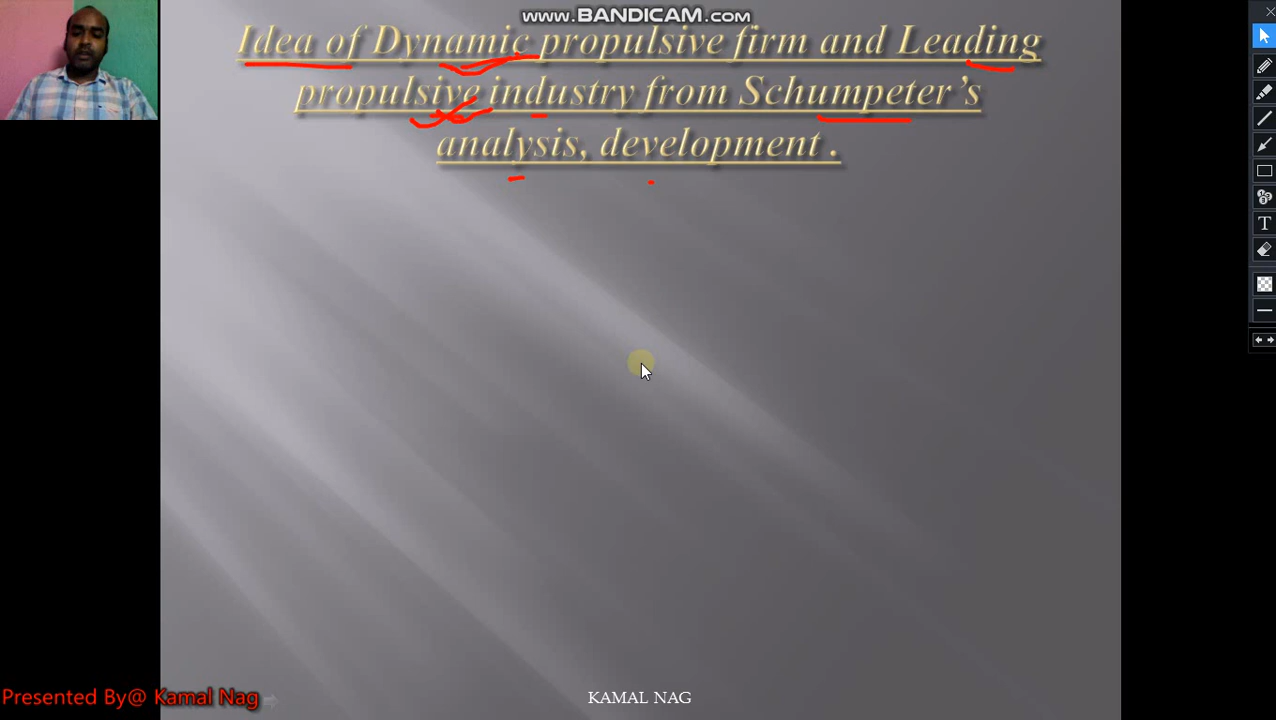 www.BANDICAM.com
Idea of Dynamic propulsive firm and Leading
propulsive industry from Schumpeter's
analysis, development .
Presented By@ Kamal Nag
KAMAL NAG